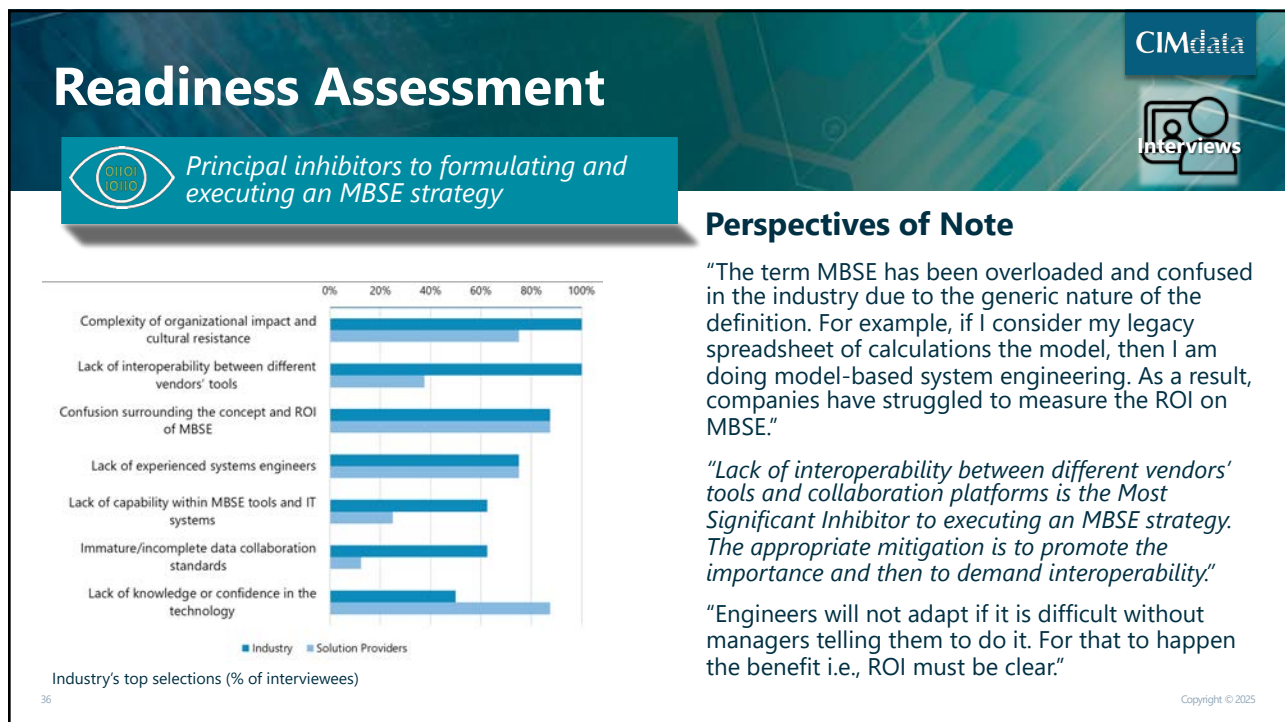 CIMdata
Readiness Assessment
Interviews
01101
10110
Principal inhibitors to formulating and
executing an MBSE strategy
0% 20% 40% 60% 80% 100%
Complexity of organizational impact and
cultural resistance
Lack of interoperability between different
vendors' tools
Confusion surrounding the concept and ROI
of MBSE
Lack of experienced systems engineers
Lack of capability within MBSE tools and IT
systems
Immature/incomplete data collaboration
standards
Lack of knowledge or confidence in the
technology
Industry Solution Providers
Industry's top selections (% of interviewees)
Perspectives of Note
“The term MBSE has been overloaded and confused
in the industry due to the generic nature of the
definition. For example, if I consider my legacy
spreadsheet of calculations the model, then I am
doing model-based system engineering. As a result,
companies have struggled to measure the ROI on
MBSE.”
“Lack of interoperability between different vendors’
tools and collaboration platforms is the Most
Significant Inhibitor to executing an MBSE strategy.
The appropriate mitigation is to promote the
importance and then to demand interoperability.”
“Engineers will not adapt if it is difficult without
managers telling them to do it. For that to happen
the benefit i.e., ROI must be clear.”
36
Copyright © 2025